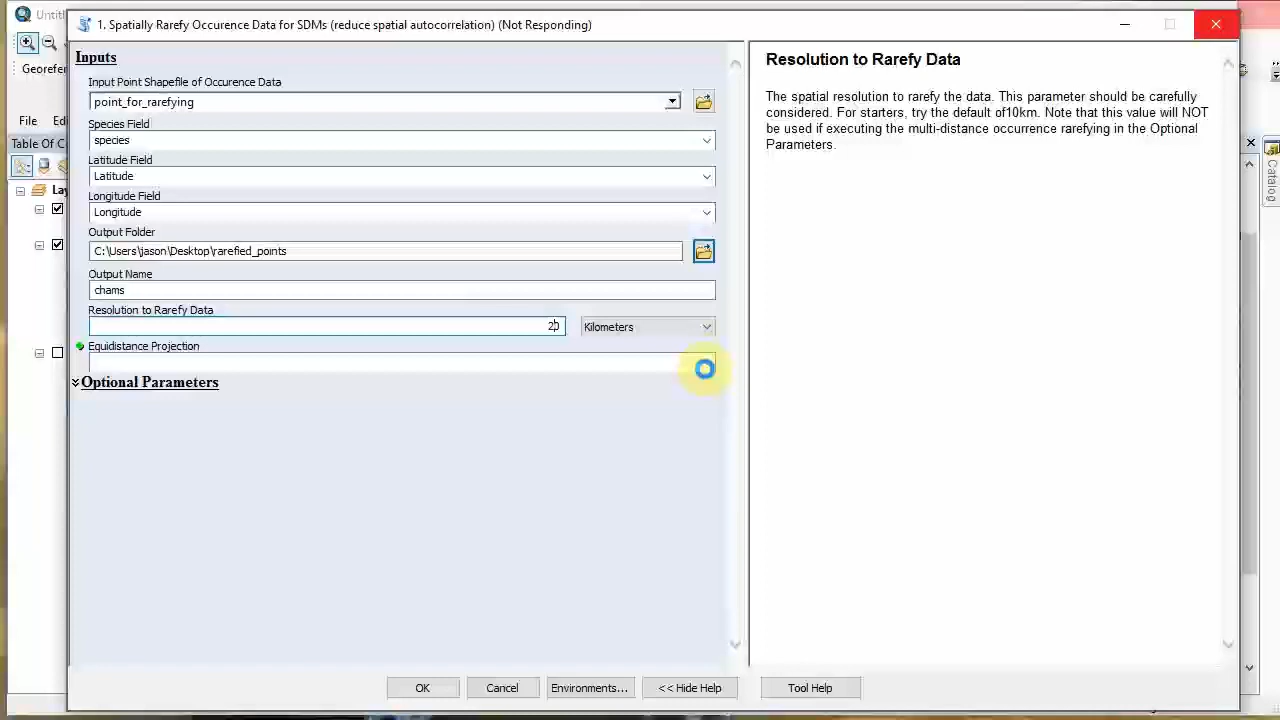 Untit
1. Spatially Rarefy Occurence Data for SDMs (reduce spatial autocorrelation) (Not Responding)
Georefer
File Ed
Table Of C
Lay
Catalog
Inputs
Input Point Shapefile of Occurence Data
point_for_rarefying
Species Field
species
Latitude Field
Latitude
Longitude Field
Longitude
Output Folder
C:\Users\jason\Desktop\rarefied_points
Output Name
chams
Resolution to Rarefy Data
20 Kilometers
Equidistance Projection
Optional Parameters
OK Cancel Environments... << Hide Help Tool Help
Resolution to Rarefy Data
The spatial resolution to rarefy the data. This parameter should be carefully
considered. For starters, try the default of10km. Note that this value will NOT
be used if executing the multi-distance occurrence rarefying in the Optional
Parameters.